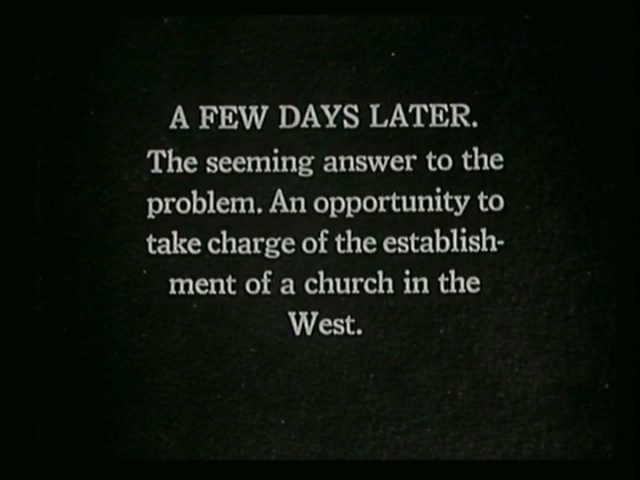 A FEW DAYS LATER.
The seeming answer to the
problem. An opportunity to
take charge of the establish-
ment of a church in the
West.